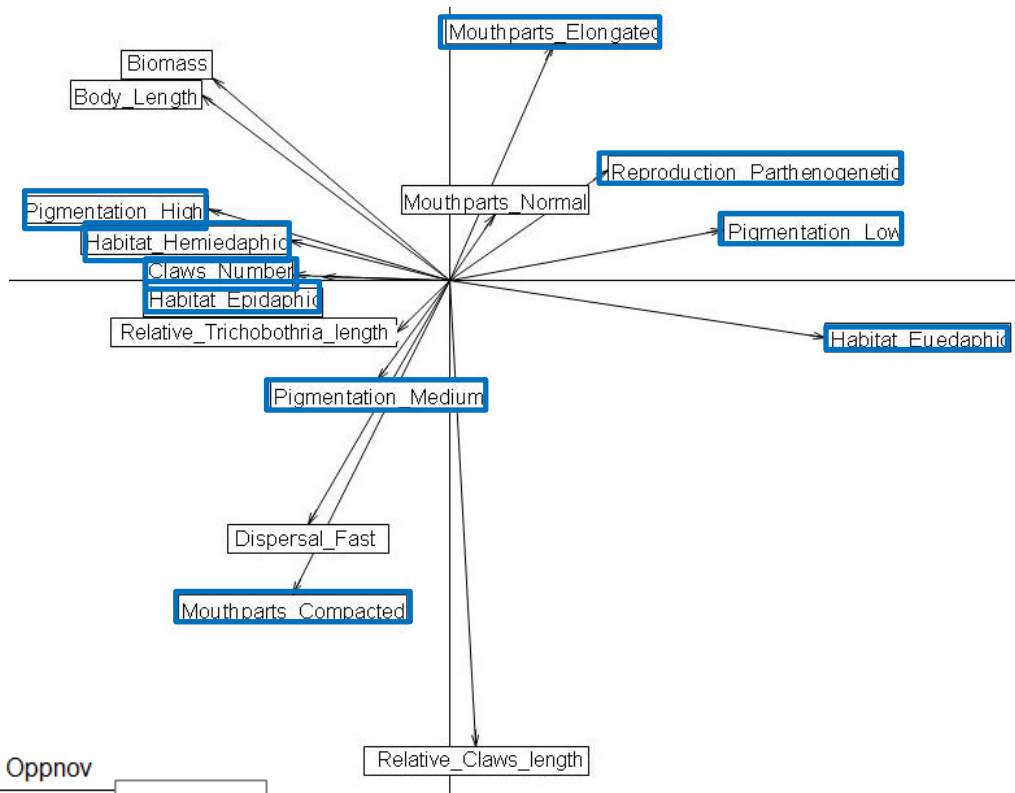 Mouthparts_Elongated
Biomass
Body_Length
Reproduction_Parthenogenetic
Mouthparts_Normal
Pigmentation_High
Pigmentation_Low
Habitat_Hemiedaphic
Claws_Number
Habitat_Epidaphic
Relative_Trichobothria_length
Habitat_Euedaphic
Pigmentation_Medium
Dispersal_Fast
Mouthparts_Compacted
Relative_Claws_length
Oppnov